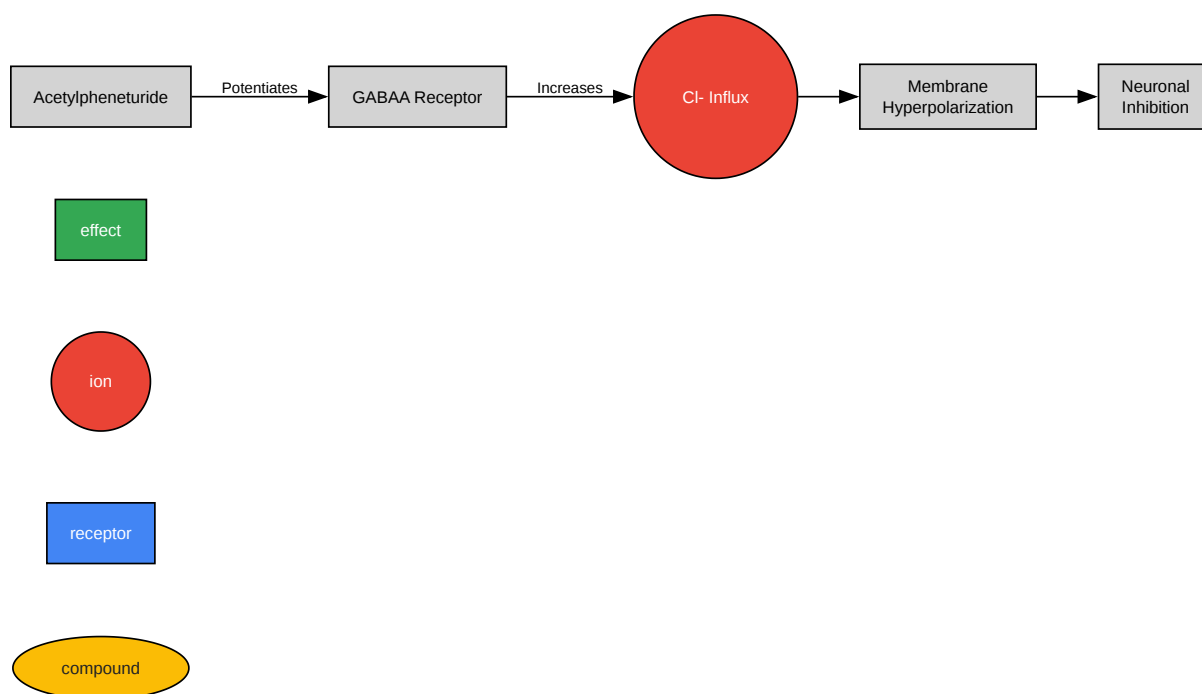 Acetylpheneturide
Potentiates
GABAA Receptor
Increases
Cl- Influx
Membrane
Hyperpolarization
Neuronal
Inhibition
effect
ion
receptor
compound